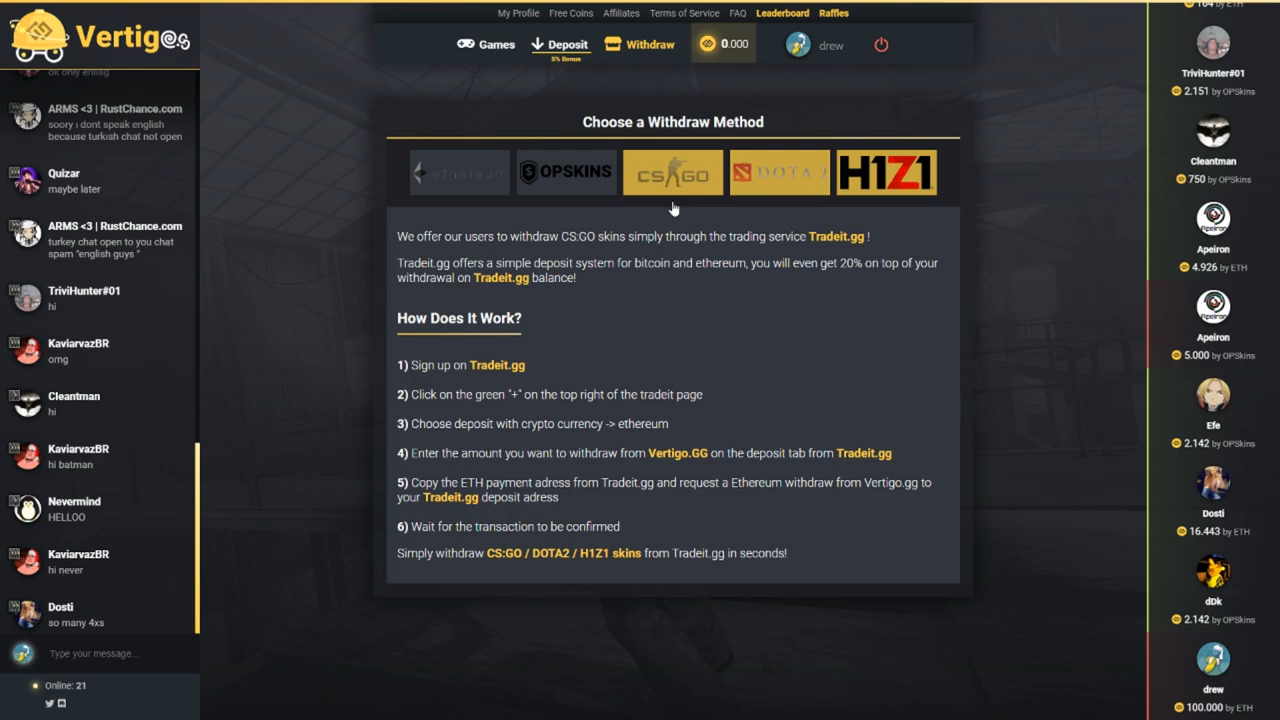 My Profile Free Coins Affiliates Terms of Service FAQ Leaderboard Raffles
Vertigo.GG
Games Deposit Withdraw 0.000 drew
5% Bonus
ARMS <3 | RustChance.com
soory ı dont speak english
because turkish chat not open
Quizar
maybe later
ARMS <3 | RustChance.com
turkey chat open to you chat
spam "english guys "
TriviHunter#01
hi
KaviarvazBR
omg
Cleantman
hi
KaviarvazBR
hi batman
Nevermind
HELLOO
KaviarvazBR
hi never
Dosti
so many 4xs
Type your message...
Online: 21
Choose a Withdraw Method
ethereum OPSKINS CS:GO DOTA 2 H1Z1
We offer our users to withdraw CS:GO skins simply through the trading service Tradeit.gg !
Tradeit.gg offers a simple deposit system for bitcoin and ethereum, you will even get 20% on top of your
withdrawal on Tradeit.gg balance!
How Does It Work?
1) Sign up on Tradeit.gg
2) Click on the green "+" on the top right of the tradeit page
3) Choose deposit with crypto currency -> ethereum
4) Enter the amount you want to withdraw from Vertigo.GG on the deposit tab from Tradeit.gg
5) Copy the ETH payment adress from Tradeit.gg and request a Ethereum withdraw from Vertigo.gg to
your Tradeit.gg deposit adress
6) Wait for the transaction to be confirmed
Simply withdraw CS:GO / DOTA2 / H1Z1 skins from Tradeit.gg in seconds!
TriviHunter#01
2.151 by OPSkins
Cleantman
750 by OPSkins
Apeiron
4.926 by ETH
Apeiron
Apeiron
5.000 by OPSkins
Efe
2.142 by OPSkins
Dosti
16.443 by ETH
dDk
2.142 by OPSkins
drew
100.000 by ETH